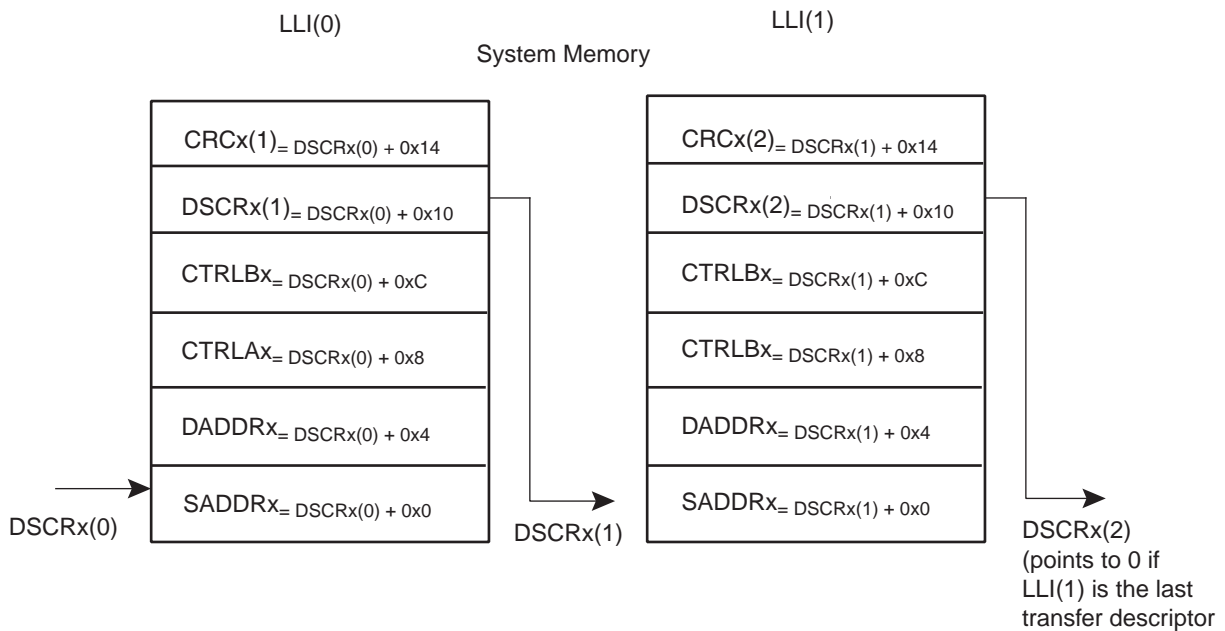 LLI(0)
LLI(1)
System Memory
CRCx(1)= DSCRx(0) + 0x14
DSCRx(1)= DSCRx(0) + 0x10
CTRLBx= DSCRx(0) + 0xC
CTRLAx= DSCRx(0) + 0x8
DADDRx= DSCRx(0) + 0x4
SADDRx= DSCRx(0) + 0x0
DSCRx(0)
DSCRx(1)
CRCx(2)= DSCRx(1) + 0x14
DSCRx(2)= DSCRx(1) + 0x10
CTRLBx= DSCRx(1) + 0xC
CTRLBx= DSCRx(1) + 0x8
DADDRx= DSCRx(1) + 0x4
SADDRx= DSCRx(1) + 0x0
DSCRx(2)
(points to 0 if
LLI(1) is the last
transfer descriptor